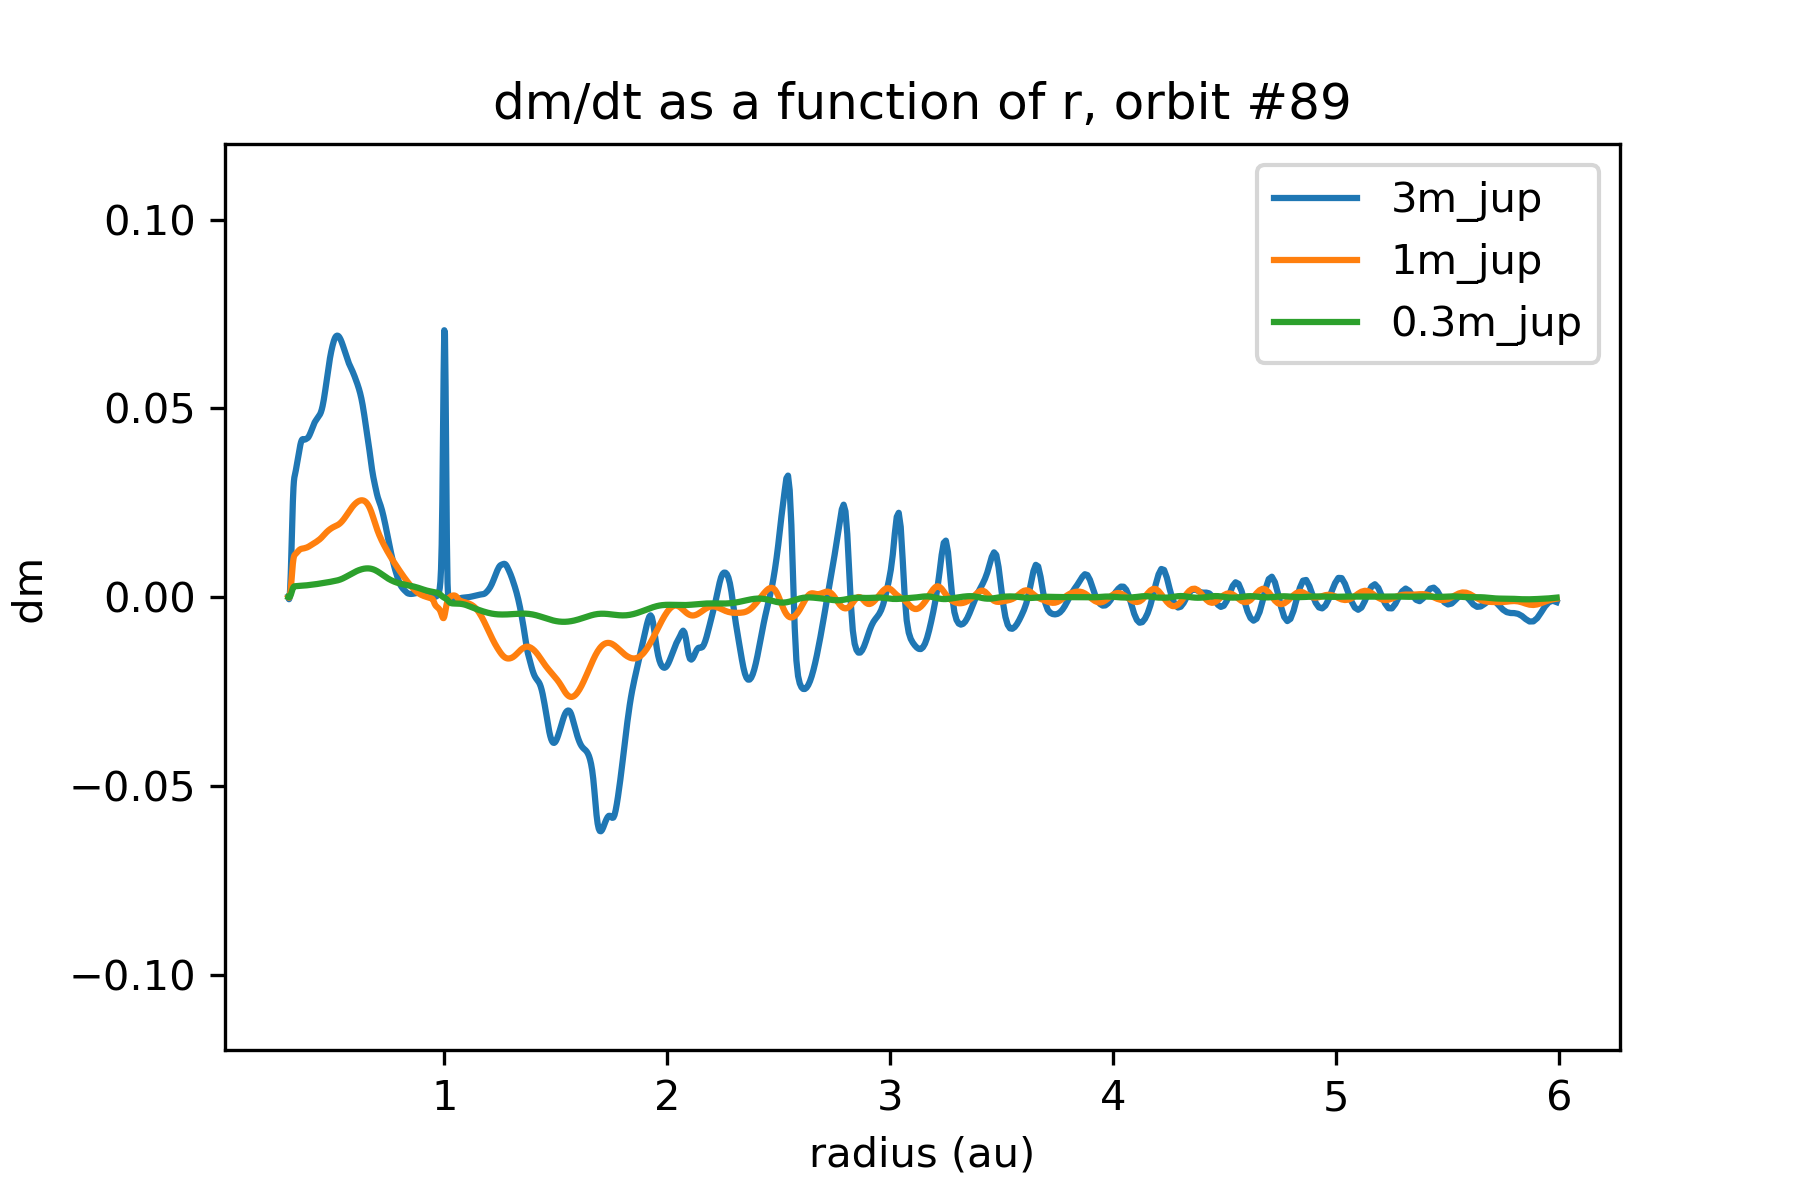 dm/dt as a function of r, orbit #89
3m_jup
1m_jup
0.3m_jup
0.10
0.05
0.00
−0.05
−0.10
dm
1 2 3 4 5 6
radius (au)